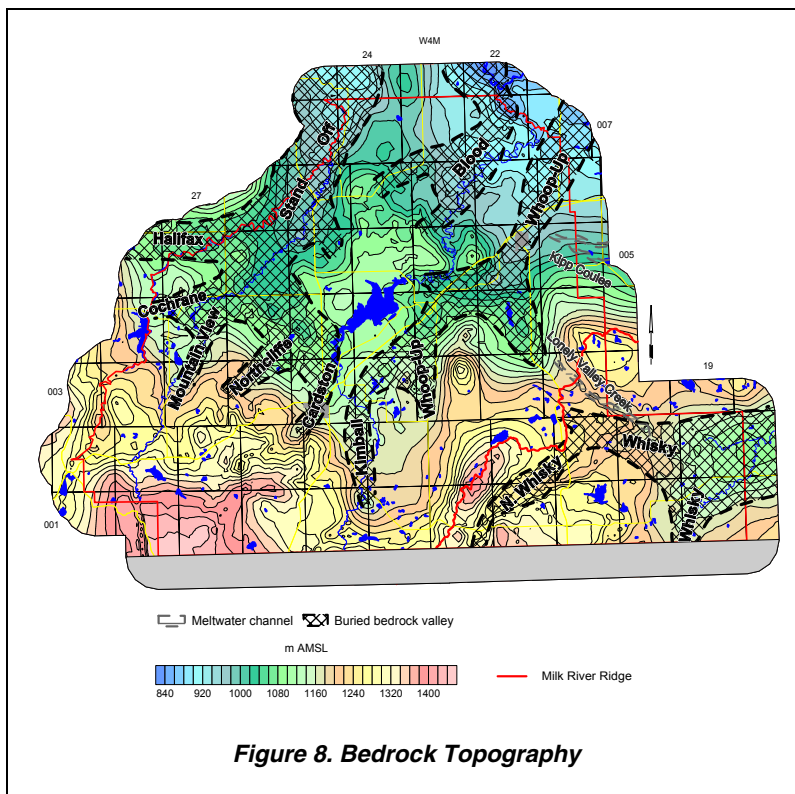 W4M
24
22
007
Off
Blood
Whoop-up
27
Stand
Halifax
005
Kipp Coulee
Cochrane
Mountain View
Northcliffe
Whoop-up
Lonely Valley Creek
19
003
Cardston
Kimball
Whisky
N. Whisky
Whisky
001
Meltwater channel
Buried bedrock valley
m AMSL
840 920 1000 1080 1160 1240 1320 1400
Milk River Ridge
Figure 8. Bedrock Topography